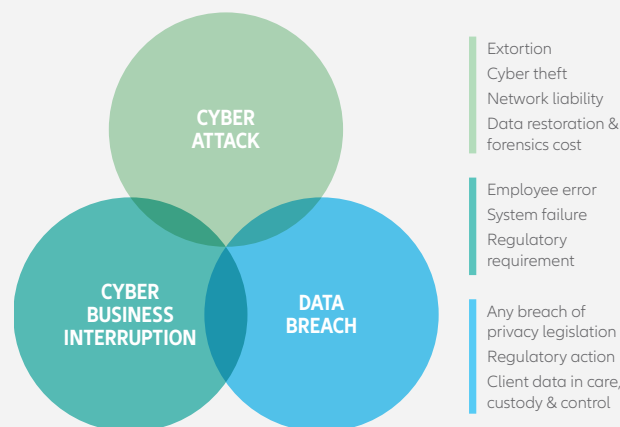 CYBER
ATTACK
CYBER
BUSINESS
INTERRUPTION
DATA
BREACH
Extortion
Cyber theft
Network liability
Data restoration &
forensics cost
Employee error
System failure
Regulatory
requirement
Any breach of
privacy legislation
Regulatory action
Client data in care,
custody & control